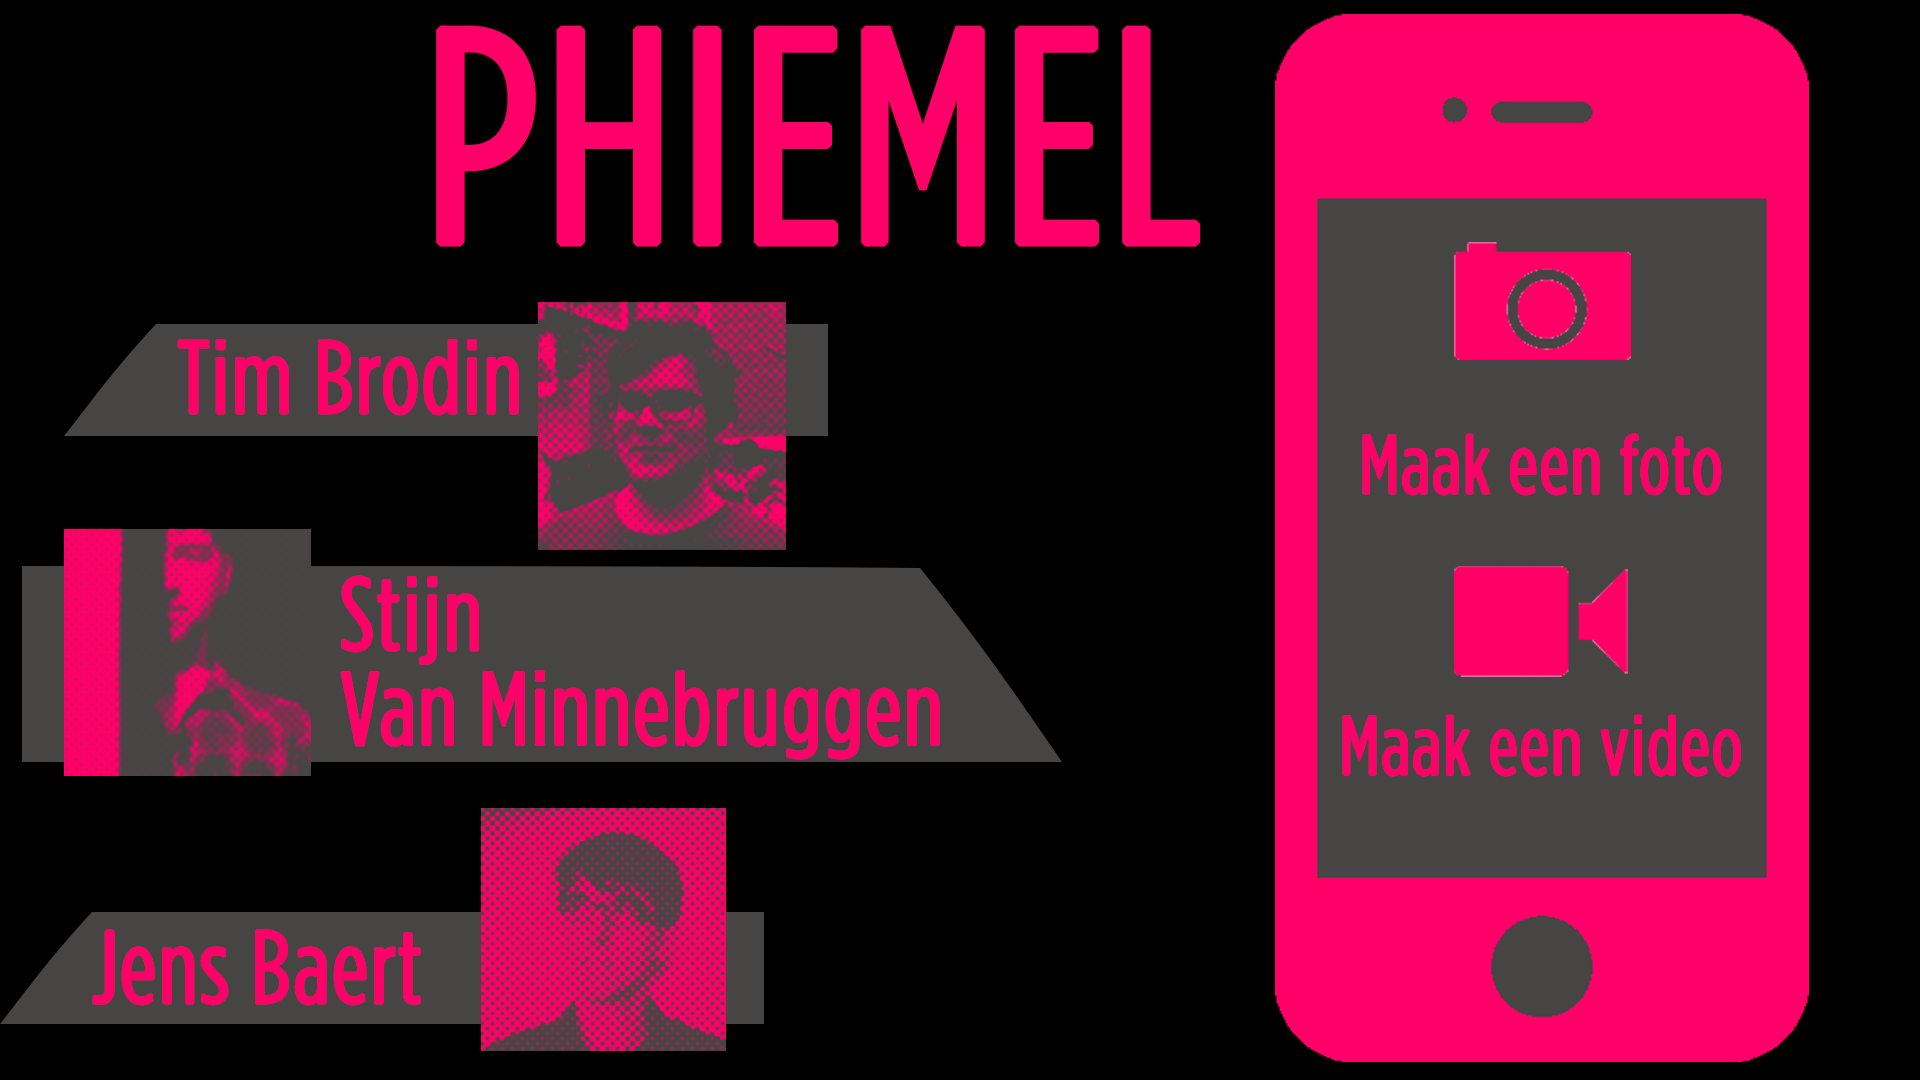 PHIEMEL
Tim Brodin
Stijn
Van Minnebruggen
Jens Baert
Maak een foto
Maak een video